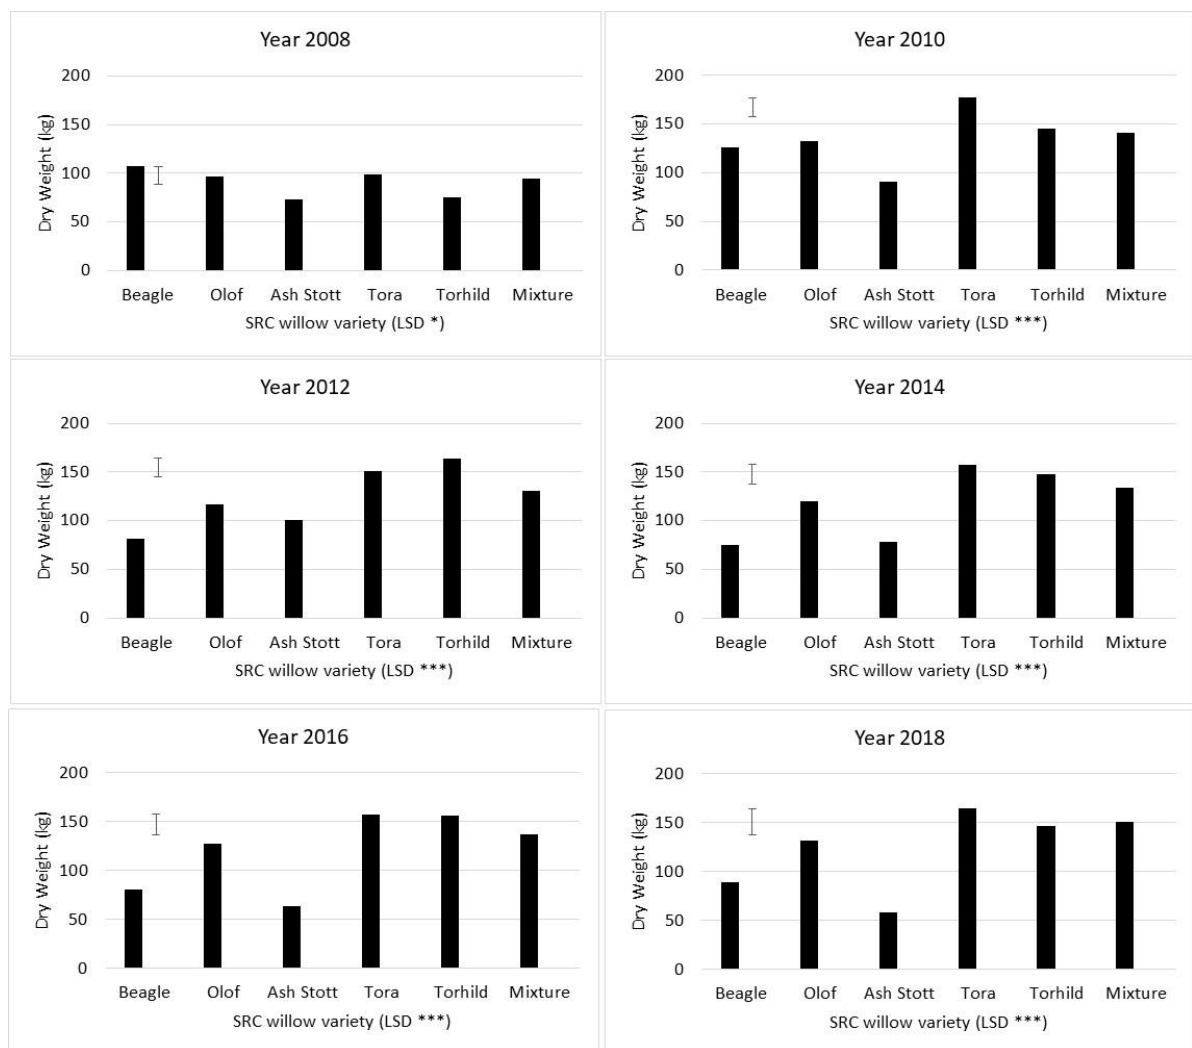 Year 2008
Dry Weight (kg)
200
150
100
50
0
Beagle Olof Ash Stott Tora Torhild Mixture
SRC willow variety (LSD *)
Year 2010
Dry Weight (kg)
200
150
100
50
0
Beagle Olof Ash Stott Tora Torhild Mixture
SRC willow variety (LSD ***)
Year 2012
Dry Weight (kg)
200
150
100
50
0
Beagle Olof Ash Stott Tora Torhild Mixture
SRC willow variety (LSD ***)
Year 2014
Dry Weight (kg)
200
150
100
50
0
Beagle Olof Ash Stott Tora Torhild Mixture
SRC willow variety (LSD ***)
Year 2016
Dry Weight (kg)
200
150
100
50
0
Beagle Olof Ash Stott Tora Torhild Mixture
SRC willow variety (LSD ***)
Year 2018
Dry Weight (kg)
200
150
100
50
0
Beagle Olof Ash Stott Tora Torhild Mixture
SRC willow variety (LSD ***)